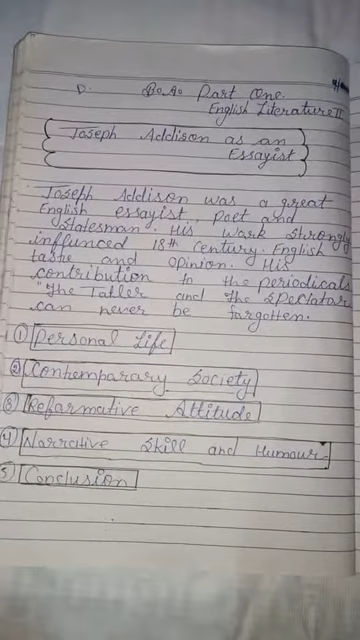 B.A. Part One.
English Literature II
Joseph Addison as an
Essayist
Joseph Addison was a great
English essayist, Poet and
Statesman. His work strongly
influnced 18th Century. English
taste and opinion. His
contribution to the periodicals
"The Tatler and the Spectator
can never be forgotten.
① Personal Life
② Contemparary Society
③ Reformative Attitude
④ Narrative Skill and Humour
⑤ Conclusion